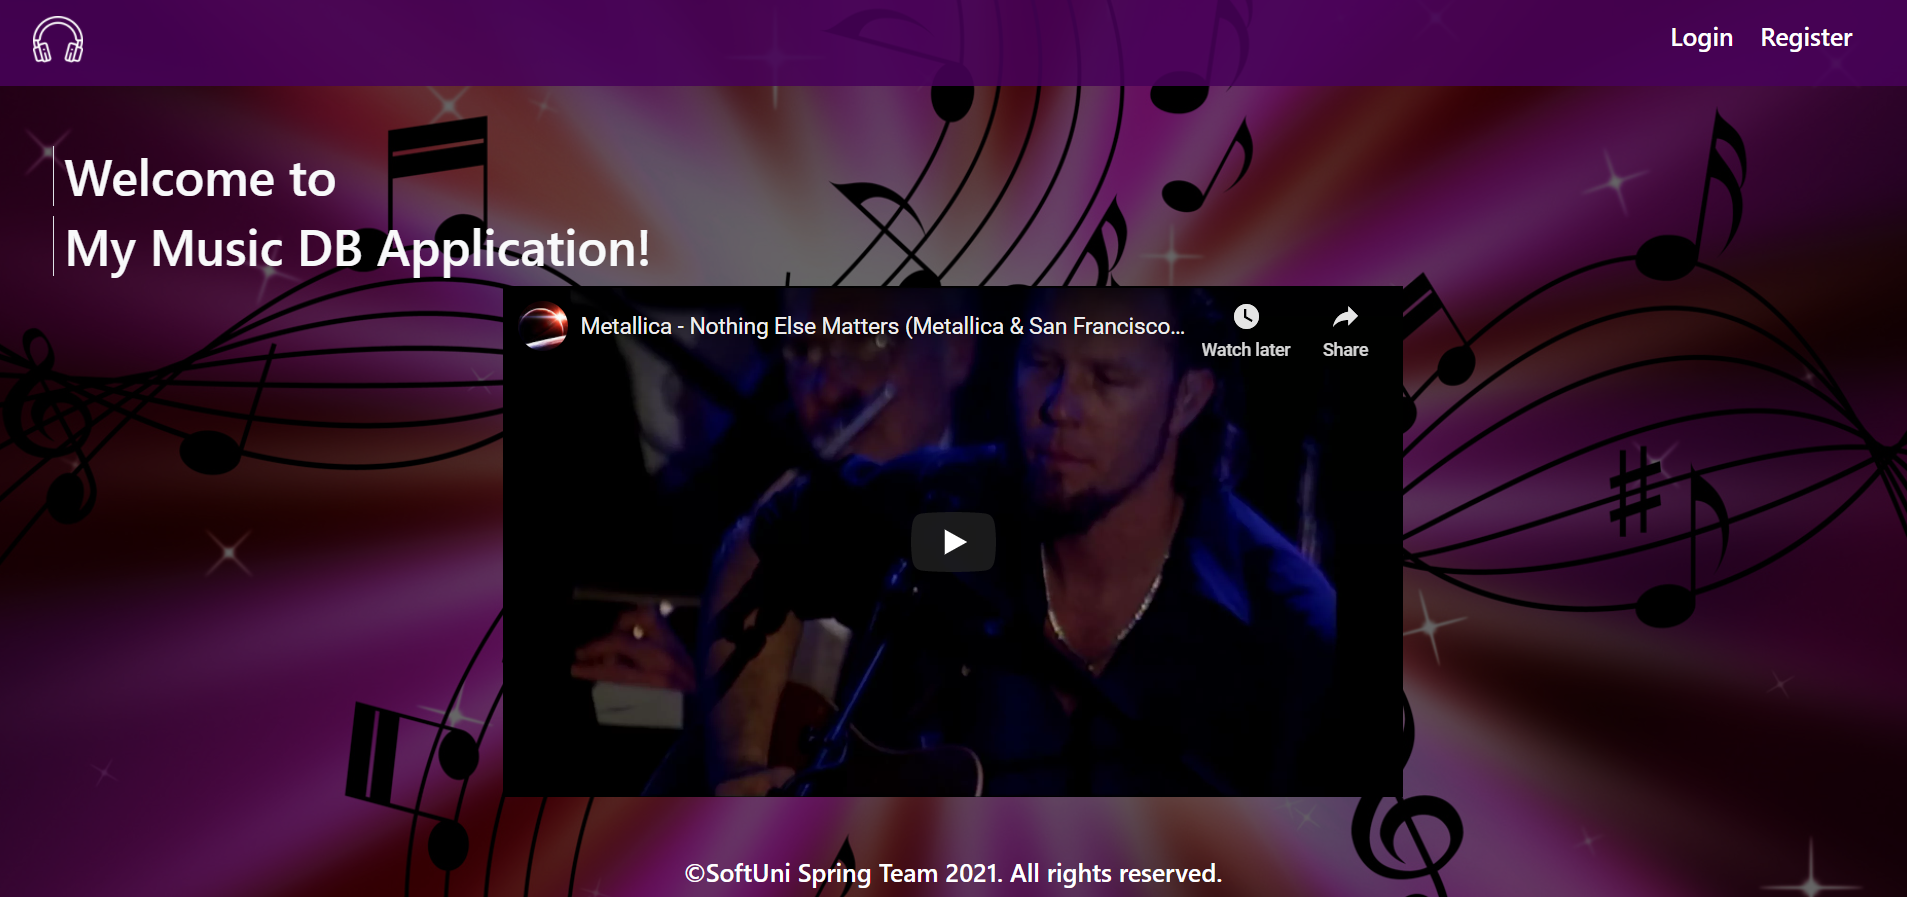 Login Register
Welcome to
My Music DB Application!
Metallica - Nothing Else Matters (Metallica & San Francisco...
Watch later
Share
©SoftUni Spring Team 2021. All rights reserved.